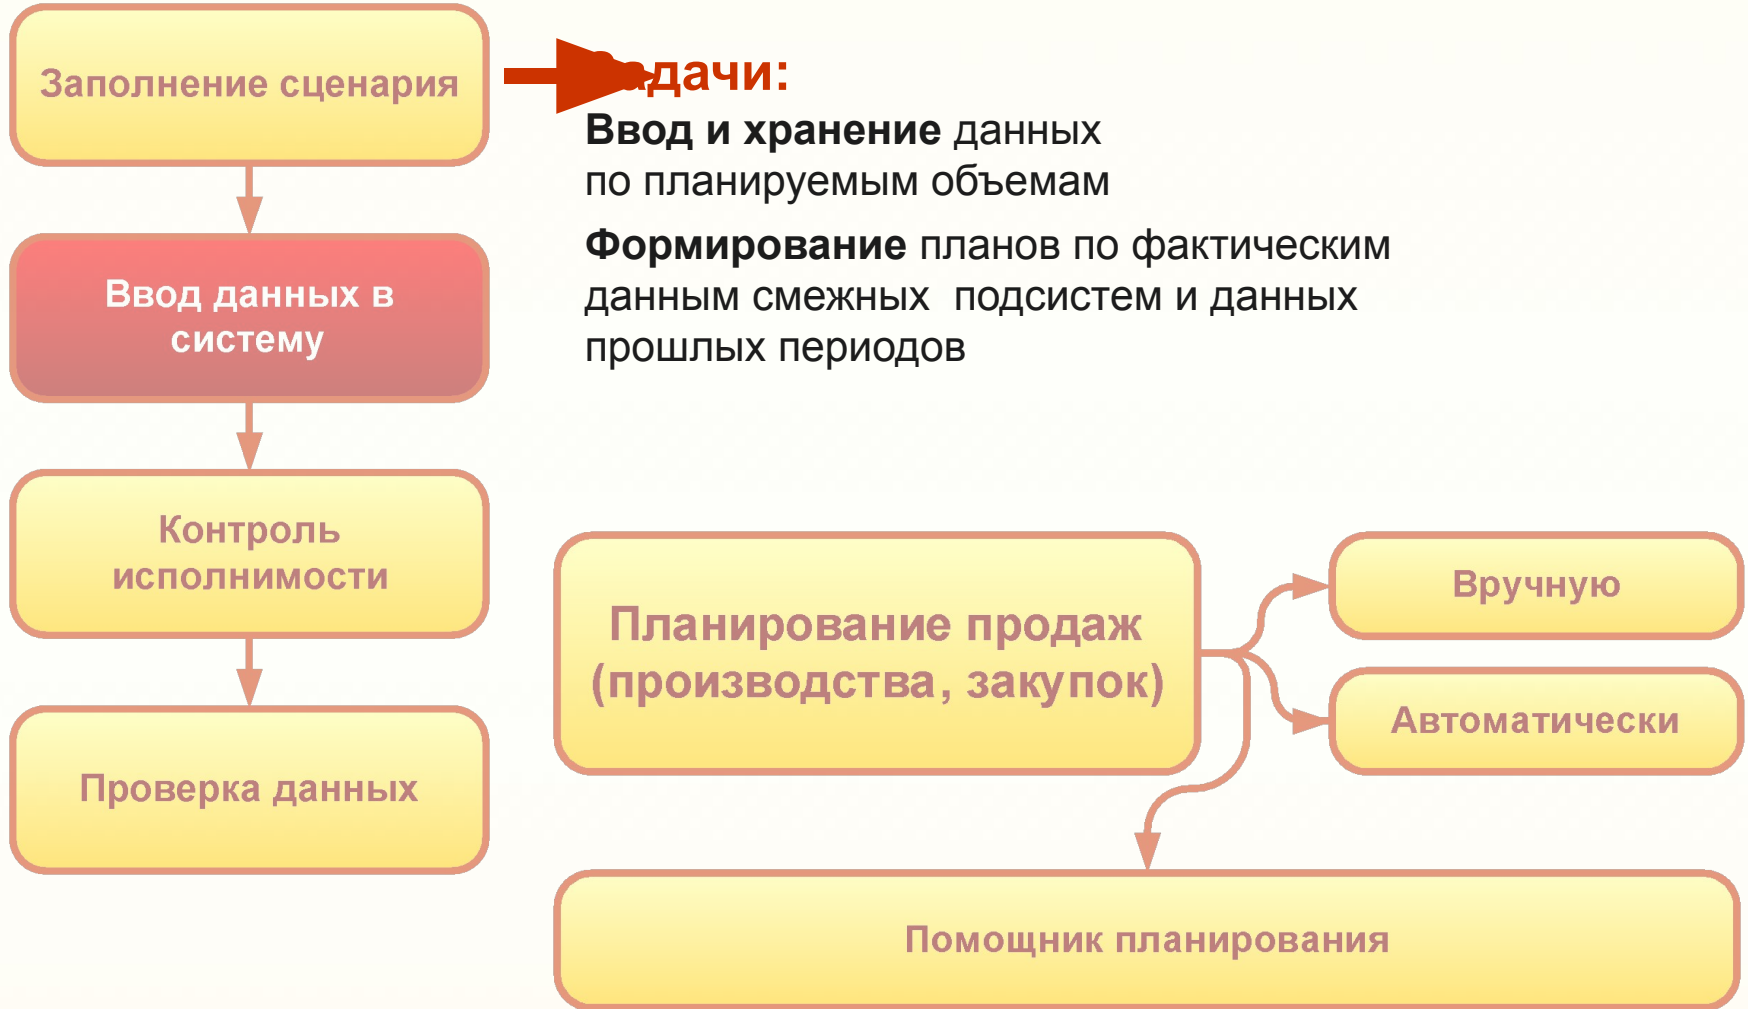 Заполнение сценария
Ввод данных в
систему
Контроль
исполнимости
Проверка данных
адачи:
Ввод и хранение данных
по планируемым объемам
Формирование планов по фактическим
данным смежных  подсистем и данных
прошлых периодов
Планирование продаж
(производства, закупок)
Вручную
Автоматически
Помощник планирования